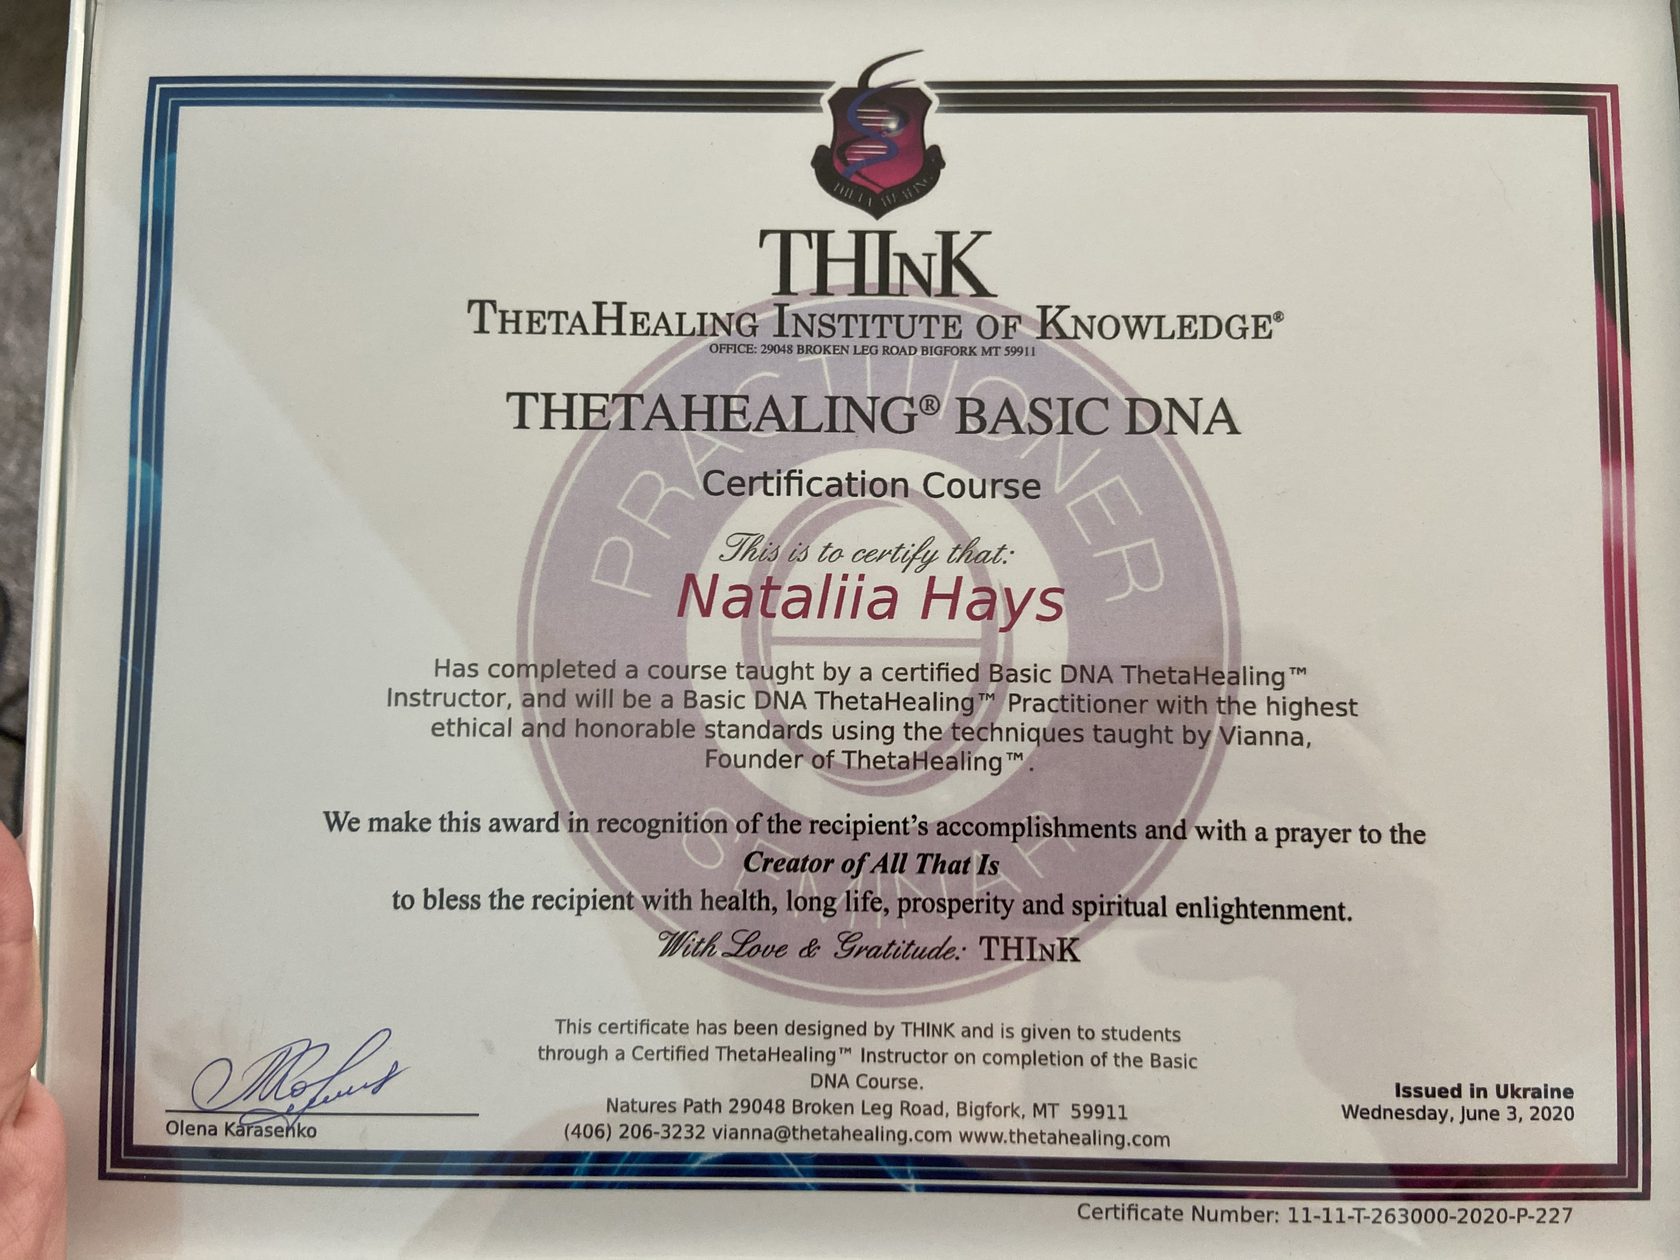 THETA HEALING
THInK
THETAHEALING INSTITUTE OF KNOWLEDGE®
OFFICE: 29048 BROKEN LEG ROAD BIGFORK MT 59911
THETAHEALING® BASIC DNA
PRACTITIONER
Certification Course
This is to certify that:
Nataliia Hays
Has completed a course taught by a certified Basic DNA ThetaHealing™
Instructor, and will be a Basic DNA ThetaHealing™ Practitioner with the highest
ethical and honorable standards using the techniques taught by Vianna,
Founder of ThetaHealing™.
We make this award in recognition of the recipient's accomplishments and with a prayer to the
Creator of All That Is
to bless the recipient with health, long life, prosperity and spiritual enlightenment.
With Love & Gratitude: THInK
This certificate has been designed by THINK and is given to students
through a Certified ThetaHealing™ Instructor on completion of the Basic
DNA Course.
Natures Path 29048 Broken Leg Road, Bigfork, MT 59911
(406) 206-3232 vianna@thetahealing.com www.thetahealing.com
Olena Karasenko
Issued in Ukraine
Wednesday, June 3, 2020
Certificate Number: 11-11-T-263000-2020-P-227